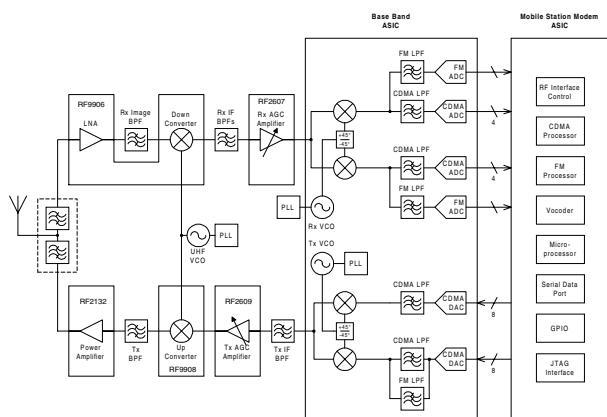 Base Band
ASIC
Mobile Station Modem
ASIC
FM LPF
FM
ADC
RF9906
LNA
Rx Image
BPF
Down
Converter
Rx IF
BPFs
RF2607
Rx AGC
Amplifier
CDMA LPF
CDMA
ADC
4
RF Interface
Control
+45°
-45°
CDMA
Processor
CDMA LPF
CDMA
ADC
4
FM
Processor
FM LPF
FM
ADC
PLL
Rx VCO
Vocoder
UHF
VCO
PLL
Tx VCO
PLL
Micro-
processor
CDMA LPF
CDMA
DAC
8
Serial Data
Port
RF2132
Power
Amplifier
Tx
BPF
Up
Converter
RF9908
RF2609
Tx AGC
Amplifier
Tx IF
BPF
+45°
-45°
GPIO
CDMA LPF
CDMA
DAC
8
FM LPF
JTAG
Interface